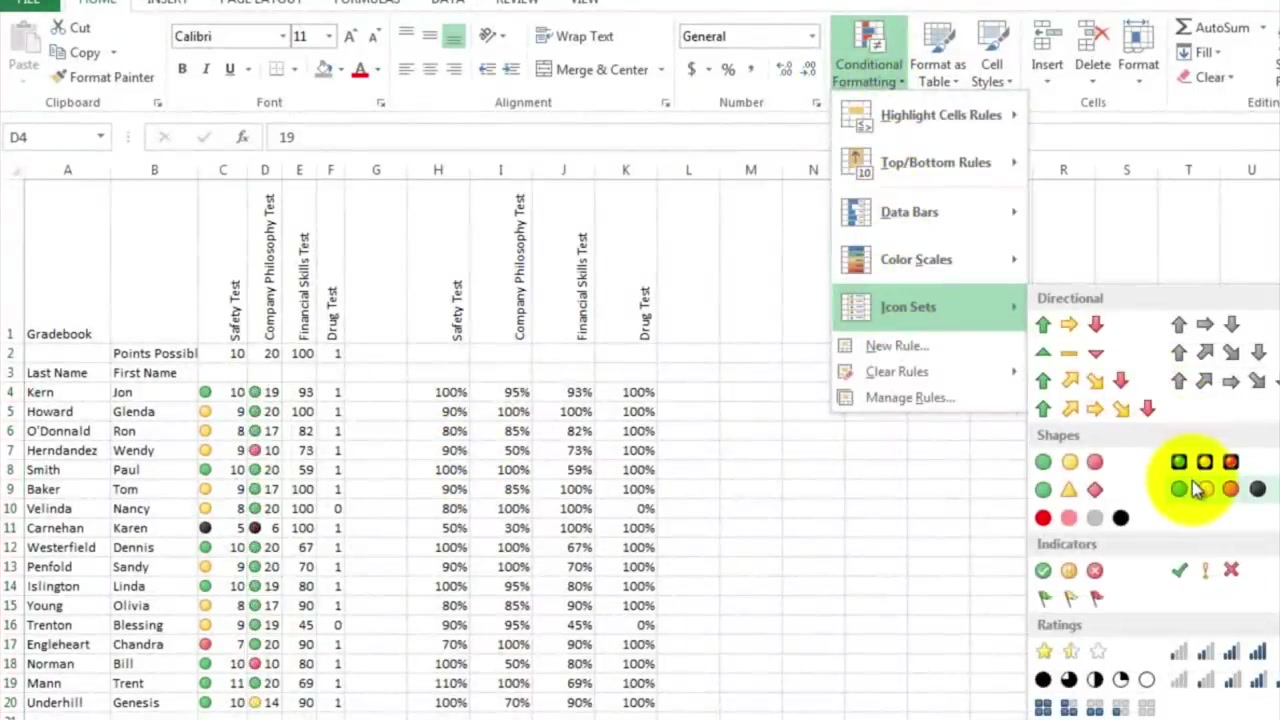 FILE HOME INSERT PAGE LAYOUT FORMULAS DATA REVIEW VIEW
Cut
Copy
Format Painter
Paste
Clipboard
Calibri 11
B I U
Font
Wrap Text
Merge & Center
Alignment
General
$ % ,
Number
Conditional Formatting
Format as Table
Cell Styles
Insert Delete Format
Cells
AutoSum
Fill
Clear
D4 fx 19
Highlight Cells Rules
Top/Bottom Rules
Data Bars
Color Scales
Icon Sets
New Rule...
Clear Rules
Manage Rules...
Directional
Shapes
Indicators
Ratings
A B C D E F G H I J K L M N R S T U
1 Gradebook Safety Test Company Philosophy Test Financial Skills Test Drug Test Safety Test Company Philosophy Test Financial Skills Test Drug Test
2 Points Possibl 10 20 100 1
3 Last Name First Name
4 Kern Jon 10 19 93 1 100% 95% 93% 100%
5 Howard Glenda 9 20 100 1 90% 100% 100% 100%
6 O'Donnald Ron 8 17 82 1 80% 85% 82% 100%
7 Herndandez Wendy 9 10 73 1 90% 50% 73% 100%
8 Smith Paul 10 20 59 1 100% 100% 59% 100%
9 Baker Tom 9 17 100 1 90% 85% 100% 100%
10 Velinda Nancy 8 20 100 0 80% 100% 100% 0%
11 Carnehan Karen 5 6 100 1 50% 30% 100% 100%
12 Westerfield Dennis 10 20 67 1 100% 100% 67% 100%
13 Penfold Sandy 9 20 70 1 90% 100% 70% 100%
14 Islington Linda 10 19 80 1 100% 95% 80% 100%
15 Young Olivia 8 17 90 1 80% 85% 90% 100%
16 Trenton Blessing 9 19 45 0 90% 95% 45% 0%
17 Engleheart Chandra 7 20 90 1 70% 100% 90% 100%
18 Norman Bill 10 10 80 1 100% 50% 80% 100%
19 Mann Trent 11 20 69 1 110% 100% 69% 100%
20 Underhill Genesis 10 14 90 1 100% 70% 90% 100%